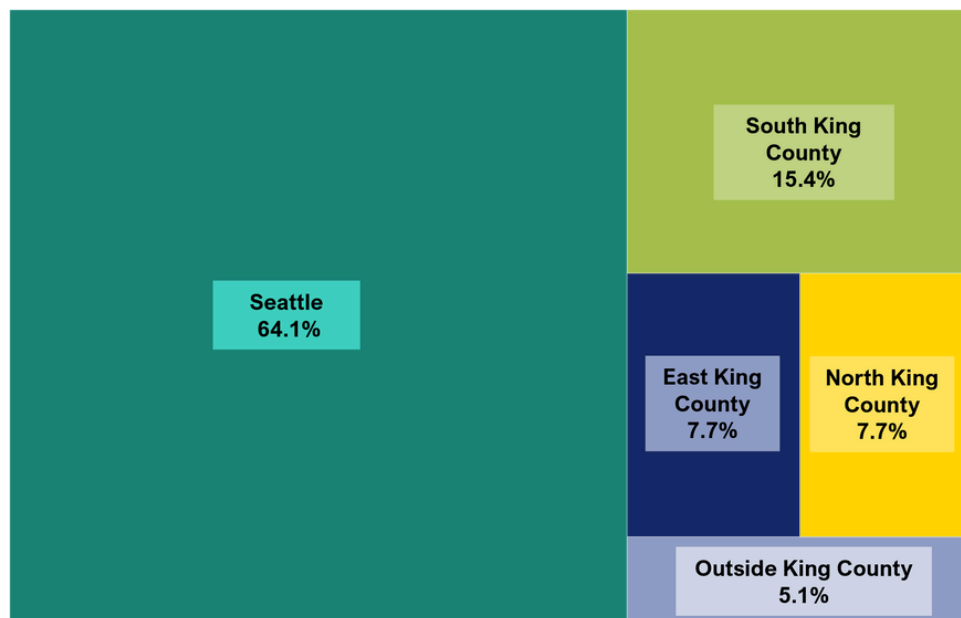 Seattle
64.1%
South King
County
15.4%
East King
County
7.7%
North King
County
7.7%
Outside King County
5.1%